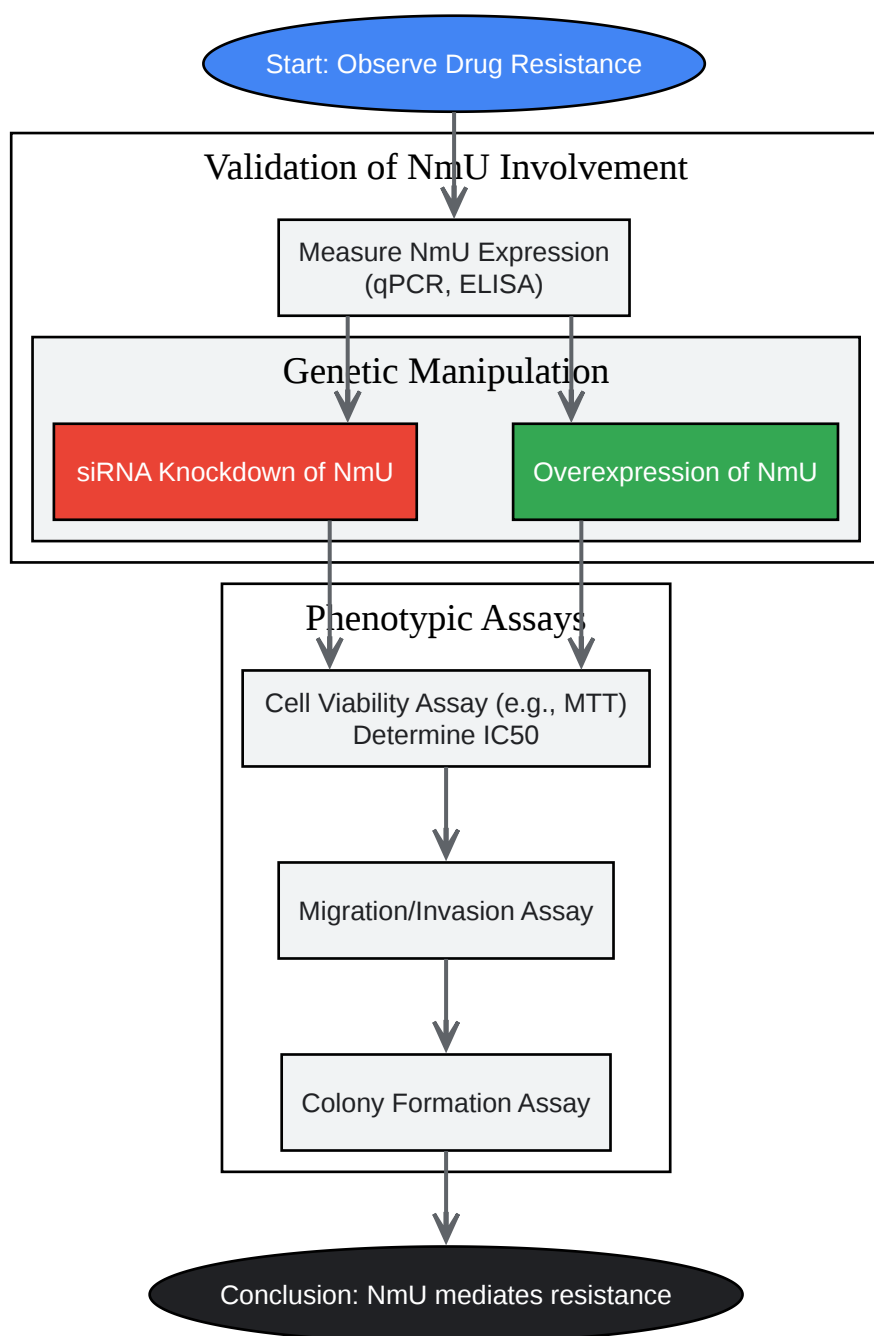 Start: Observe Drug Resistance
Validation of NmU Involvement
Measure NmU Expression
(qPCR, ELISA)
Genetic Manipulation
siRNA Knockdown of NmU
Overexpression of NmU
Phenotypic Assays
Cell Viability Assay (e.g., MTT)
Determine IC50
Migration/Invasion Assay
Colony Formation Assay
Conclusion: NmU mediates resistance